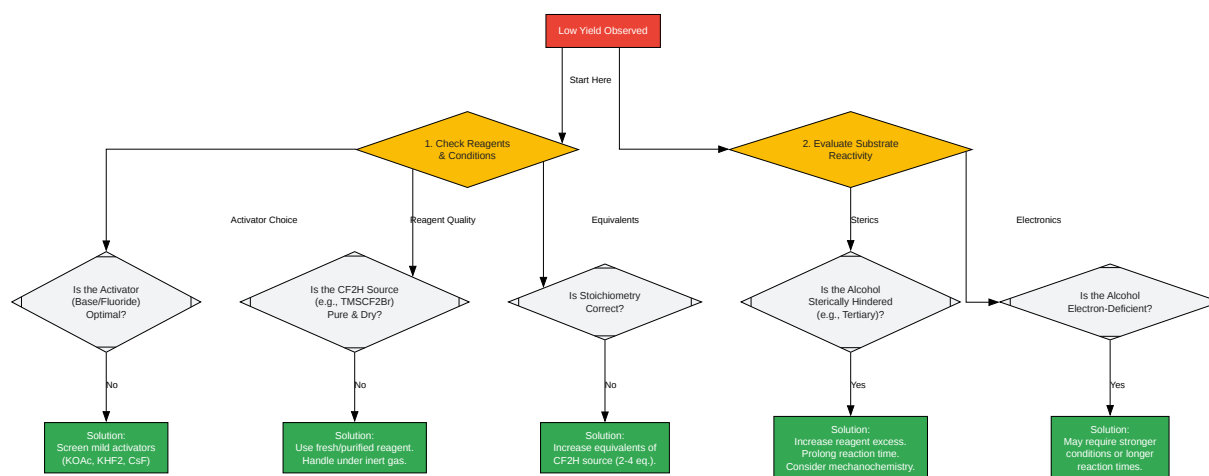 Low Yield Observed
Start Here
1. Check Reagents
& Conditions
2. Evaluate Substrate
Reactivity
Activator Choice
Reagent Quality
Equivalents
Sterics
Electronics
Is the Activator
(Base/Fluoride)
Optimal?
Is the CF2H Source
(e.g., TMSCF2Br)
Pure & Dry?
Is Stoichiometry
Correct?
Is the Alcohol
Sterically Hindered
(e.g., Tertiary)?
Is the Alcohol
Electron-Deficient?
No
No
No
Yes
Yes
Solution:
Screen mild activators
(KOAc, KHF2, CsF)
Solution:
Use fresh/purified reagent.
Handle under inert gas.
Solution:
Increase equivalents of
CF2H source (2-4 eq.).
Solution:
Increase reagent excess.
Prolong reaction time.
Consider mechanochemistry.
Solution:
May require stronger
conditions or longer
reaction times.